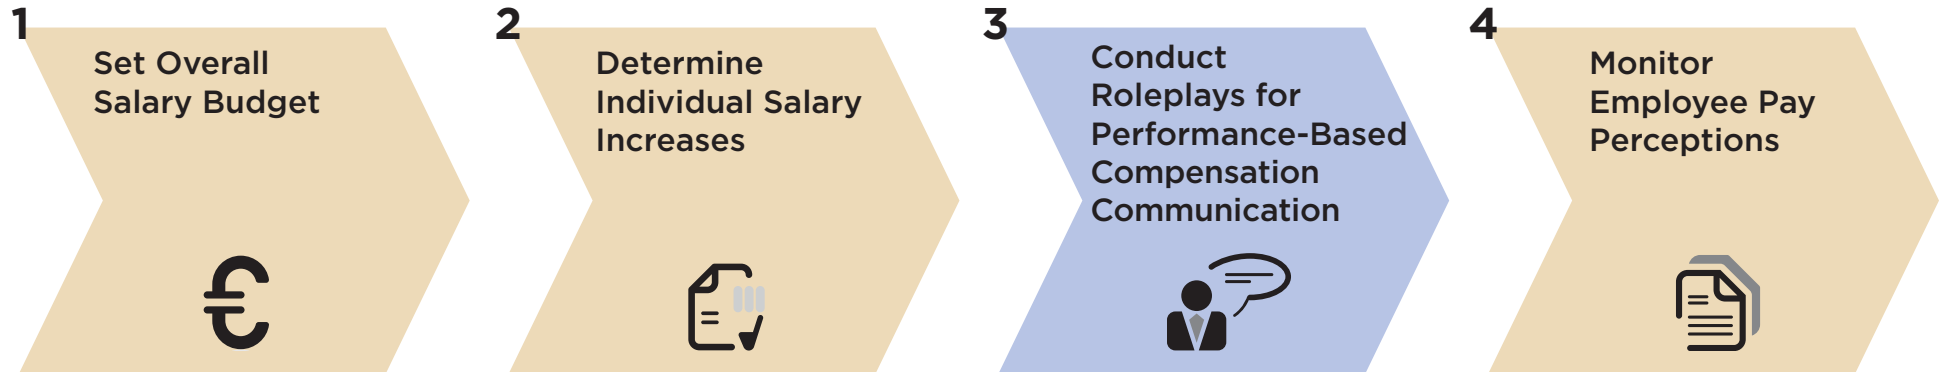 1
Set Overall
Salary Budget
2
Determine
Individual Salary
Increases
3
Conduct
Roleplays for
Performance-Based
Compensation
Communication
4
Monitor
Employee Pay
Perceptions